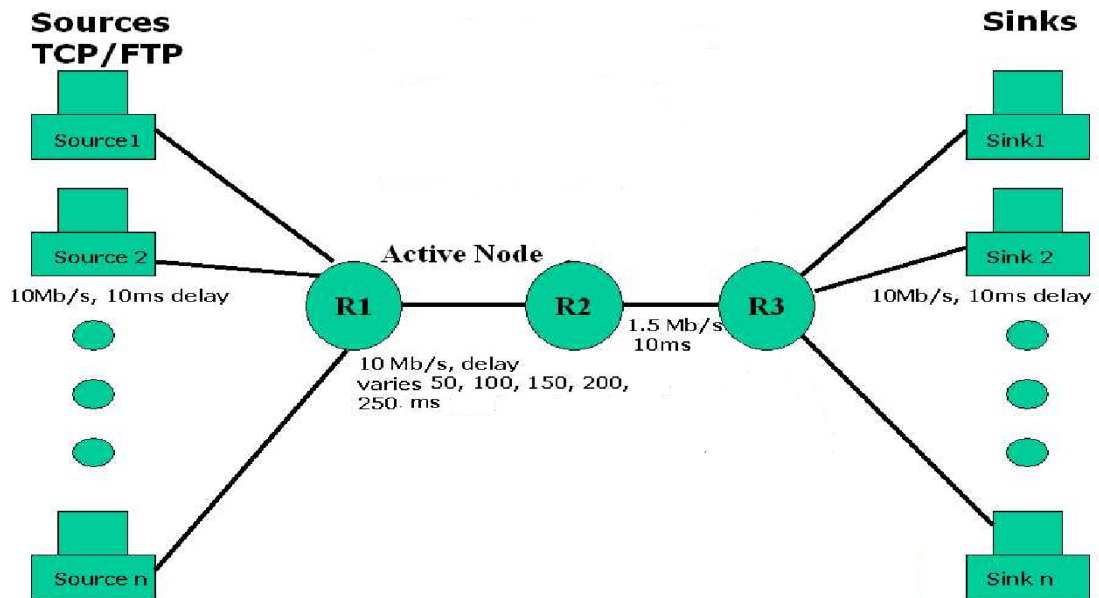 Sources
TCP/FTP
Sinks
Source1
Sink1
Source 2
Sink 2
Active Node
10Mb/s, 10ms delay
10Mb/s, 10ms delay
R1
R2
R3
1.5 Mb/s
10ms
10 Mb/s, delay
varies 50, 100, 150, 200,
250. ms
Source n
Sink n